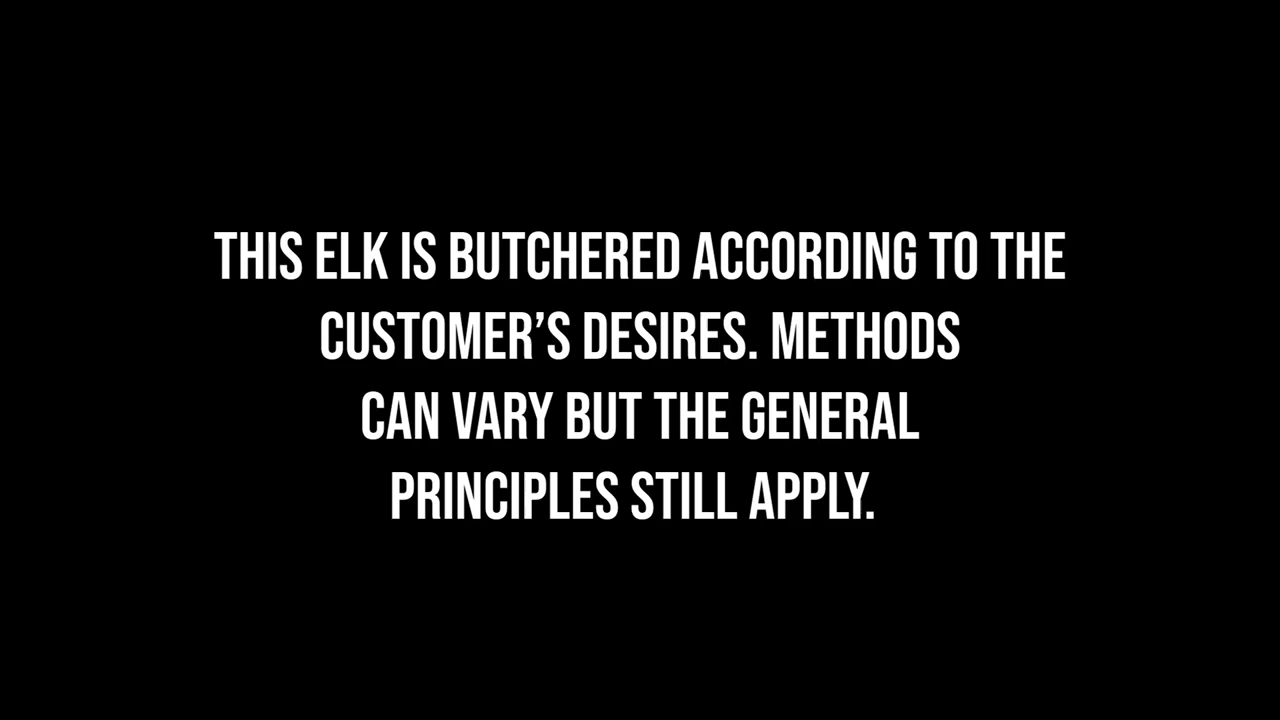 THIS ELK IS BUTCHERED ACCORDING TO THE
CUSTOMER’S DESIRES. METHODS
CAN VARY BUT THE GENERAL
PRINCIPLES STILL APPLY.